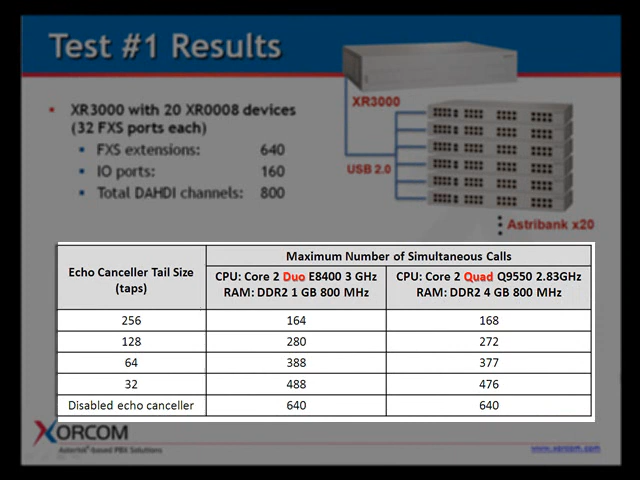 Test #1 Results
XR3000 with 20 XR0008 devices
(32 FXS ports each)
FXS extensions: 640
IO ports: 160
Total DAHDI channels: 800
XR3000
USB 2.0
Astribank x20
Echo Canceller Tail Size
(taps)
Maximum Number of Simultaneous Calls
CPU: Core 2 Duo E8400 3 GHz
RAM: DDR2 1 GB 800 MHz
CPU: Core 2 Quad Q9550 2.83GHz
RAM: DDR2 4 GB 800 MHz
256 164 168
128 280 272
64 388 377
32 488 476
Disabled echo canceller 640 640
XORCOM
Asterisk®-based PBX Solutions
www.xorcom.com